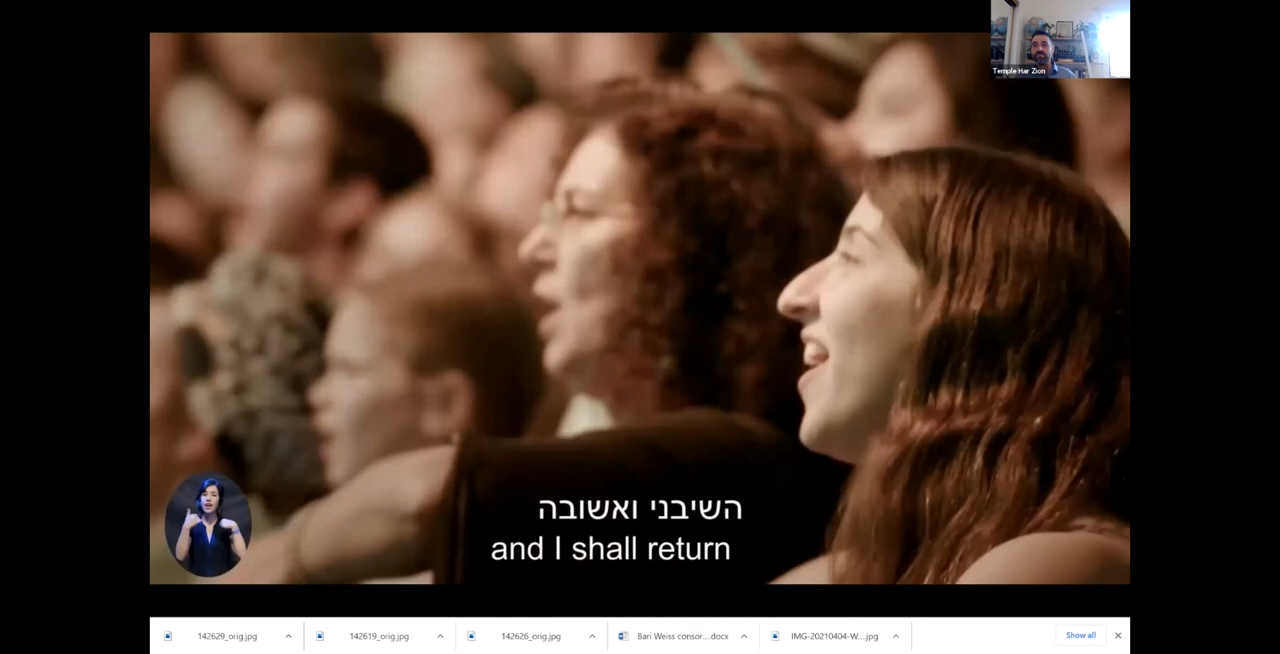 Temple Har Zion
השיבני ואשובה
and I shall return
142629_orig.jpg
142619_orig.jpg
142626_orig.jpg
Bari Weiss consor....docx
IMG-20210404-W...jpg
Show all